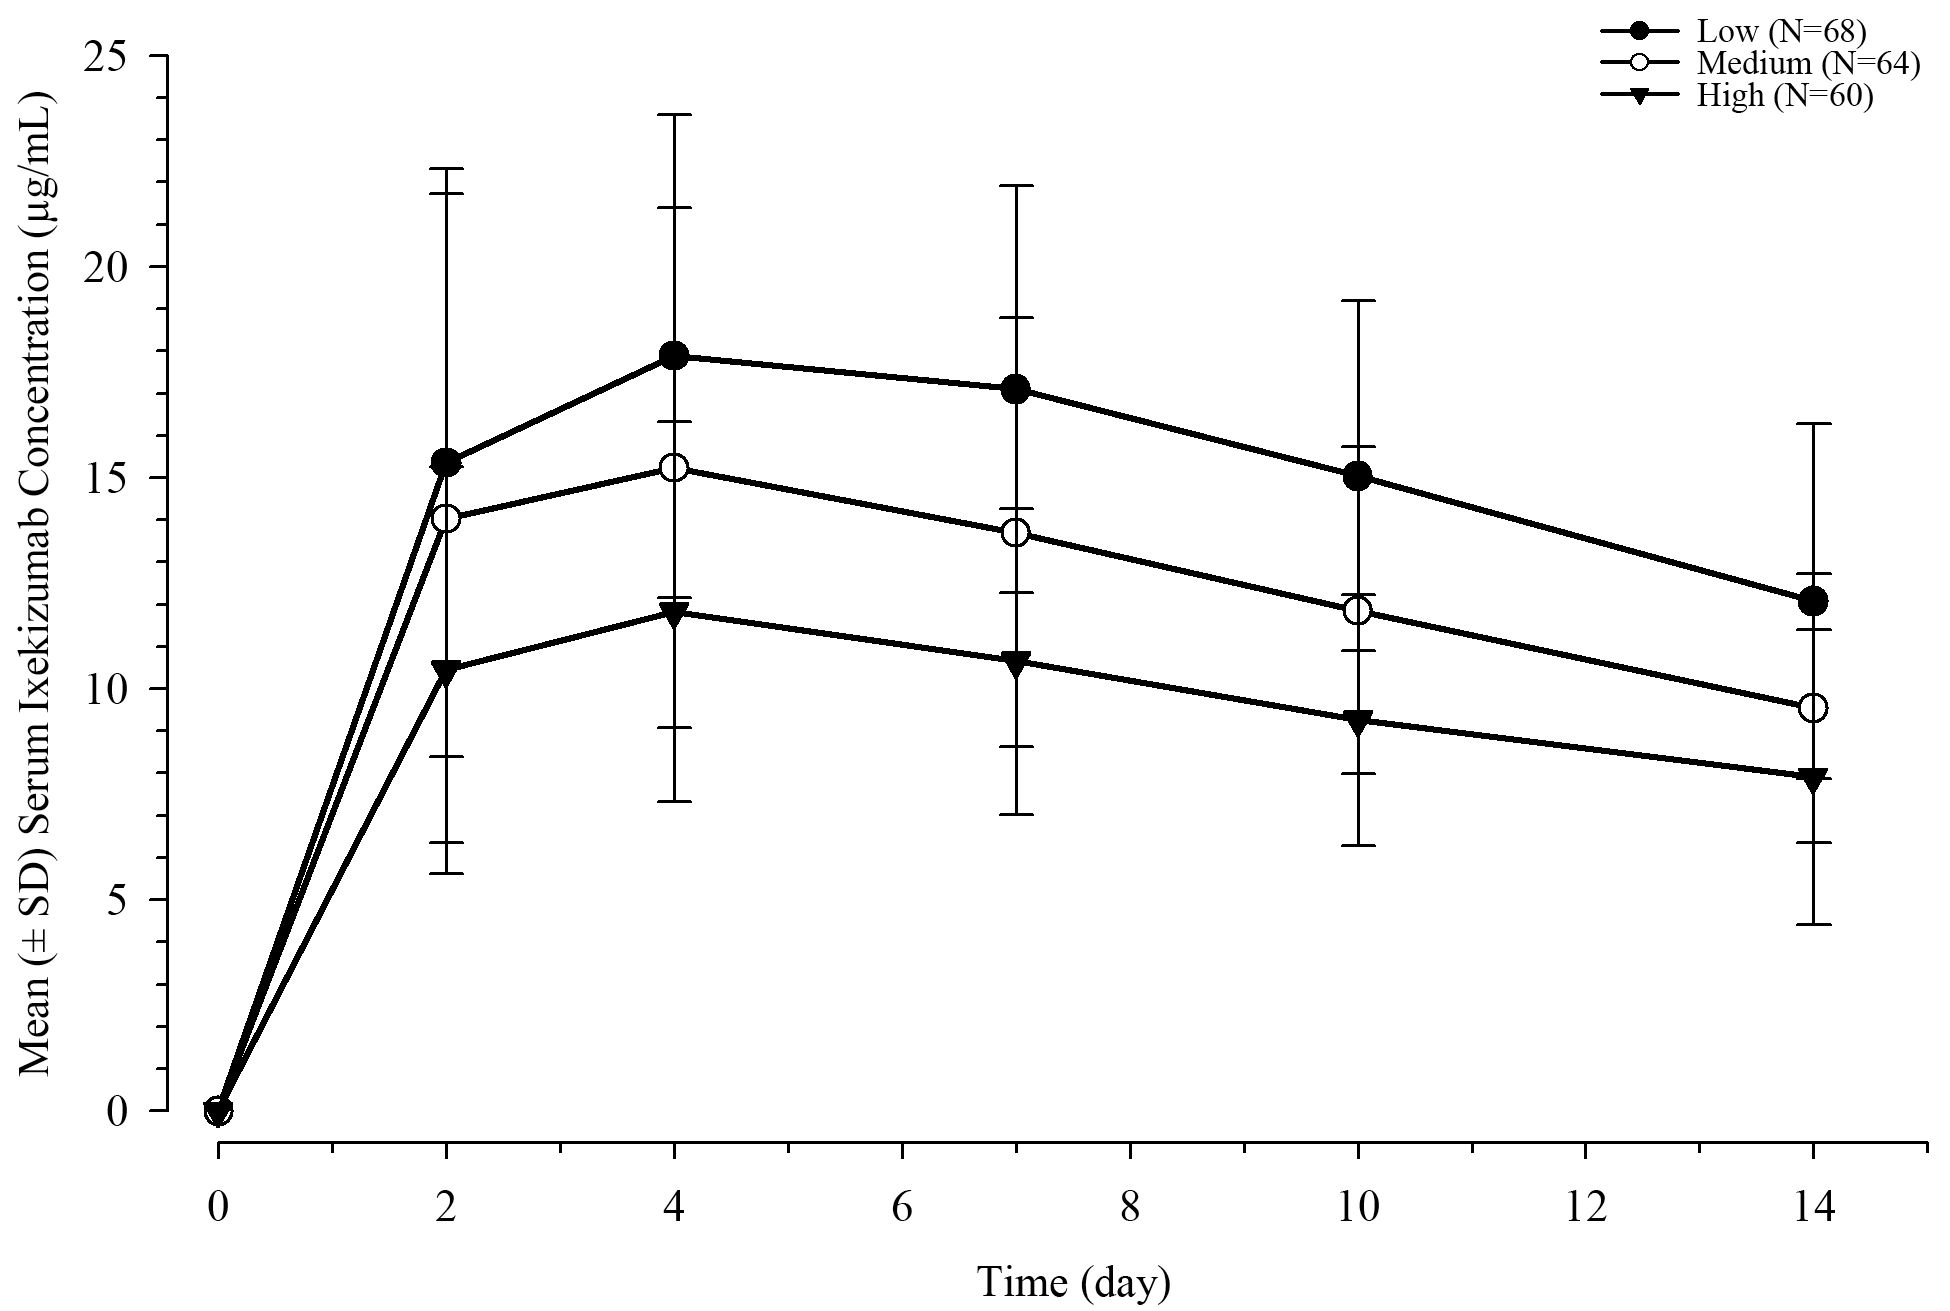 Low (N=68)
Medium (N=64)
High (N=60)
Mean (± SD) Serum Ixekizumab Concentration (µg/mL)
25
20
15
10
5
0
0 2 4 6 8 10 12 14
Time (day)